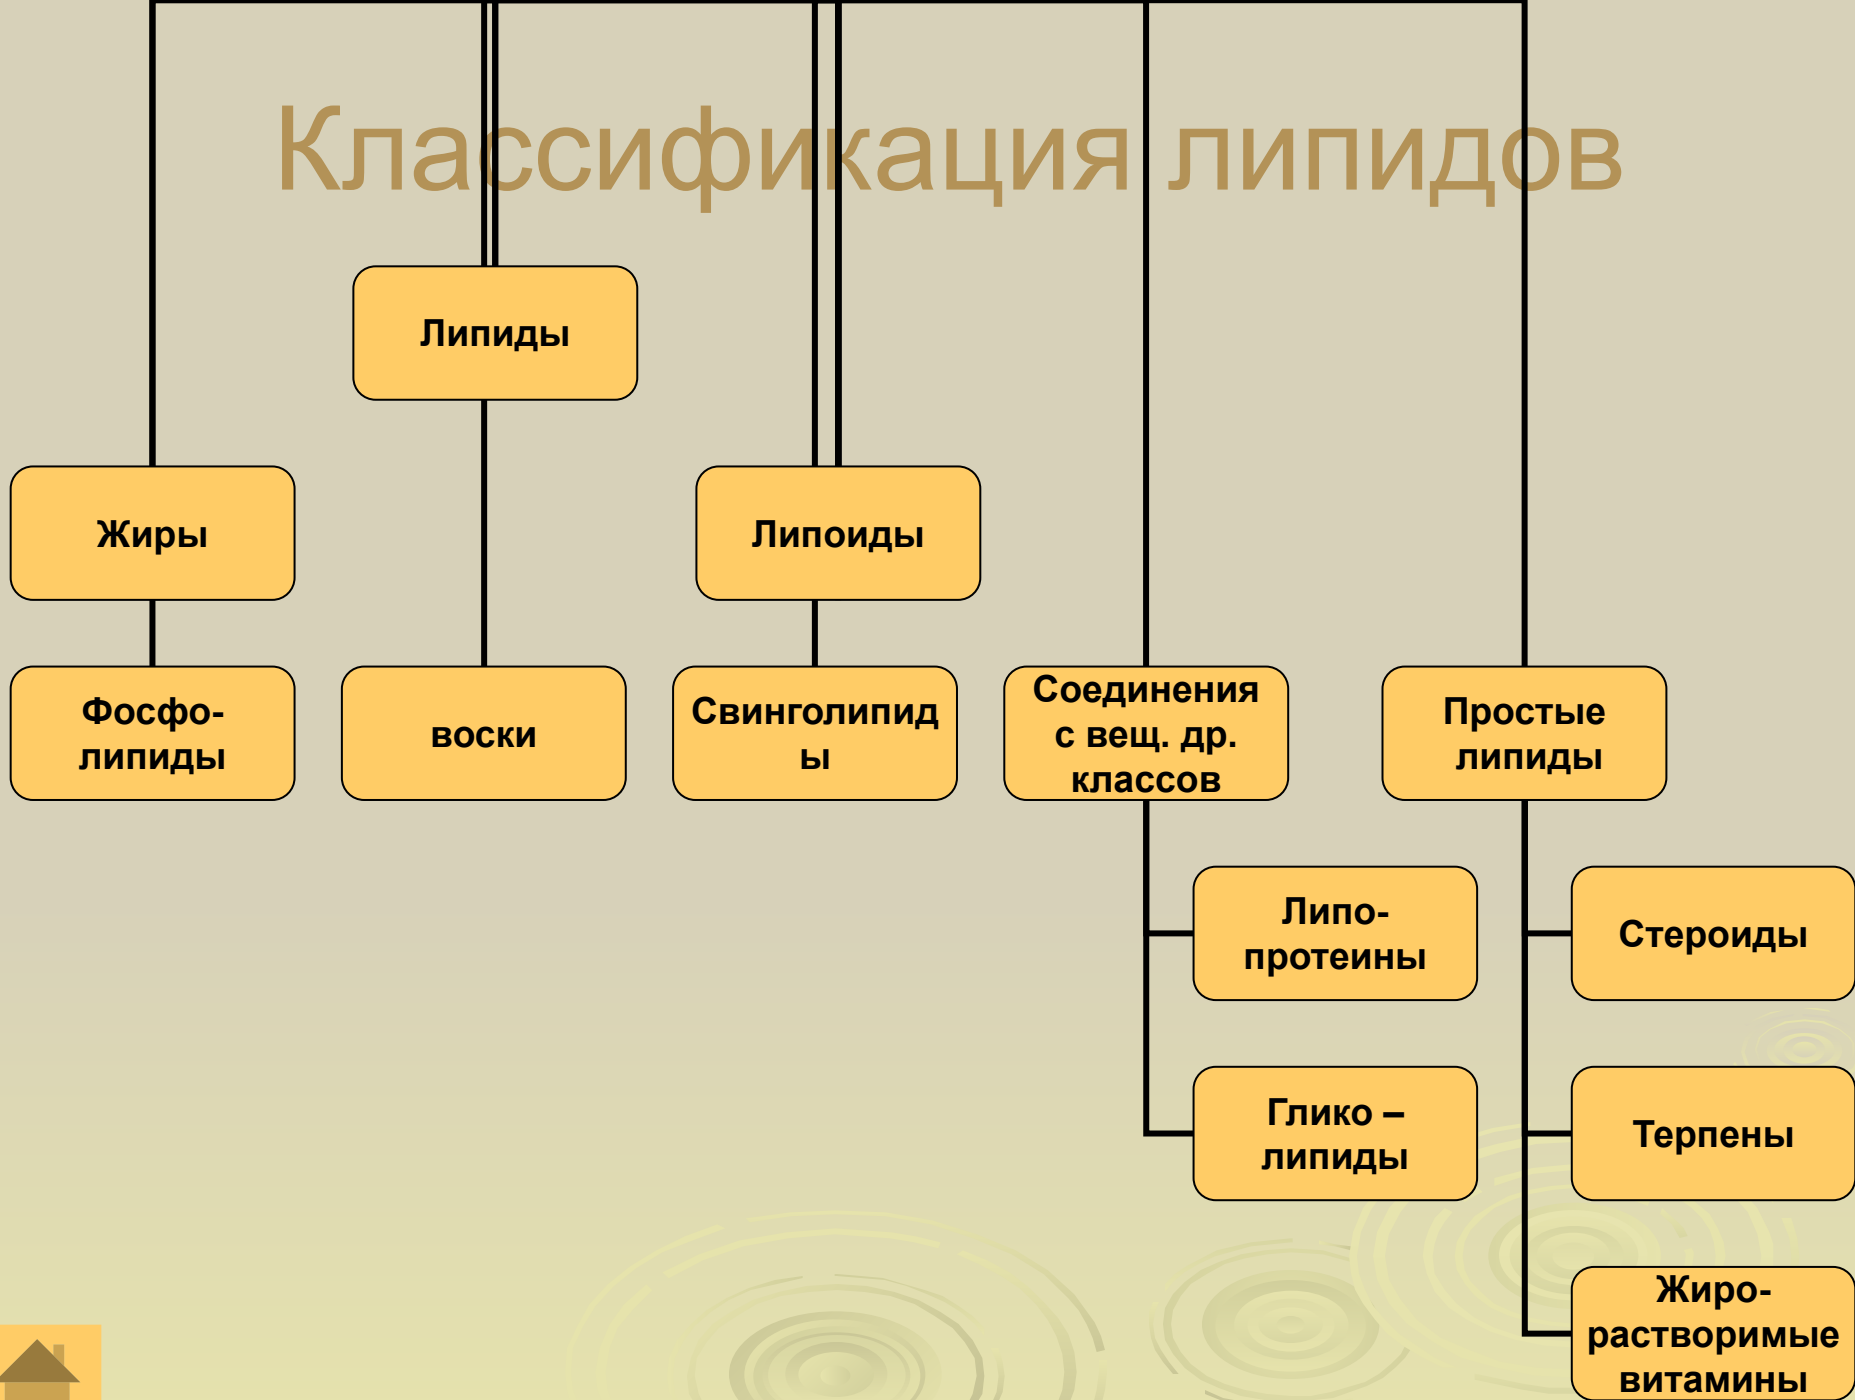 Классификация липидов
Липиды
Жиры
Липоиды
Фосфо-
липиды
воски
Свинголипид
ы
Соединения
с вещ. др.
классов
Простые
липиды
Липо-
протеины
Стероиды
Глико –
липиды
Терпены
Жиро-
растворимые
витамины